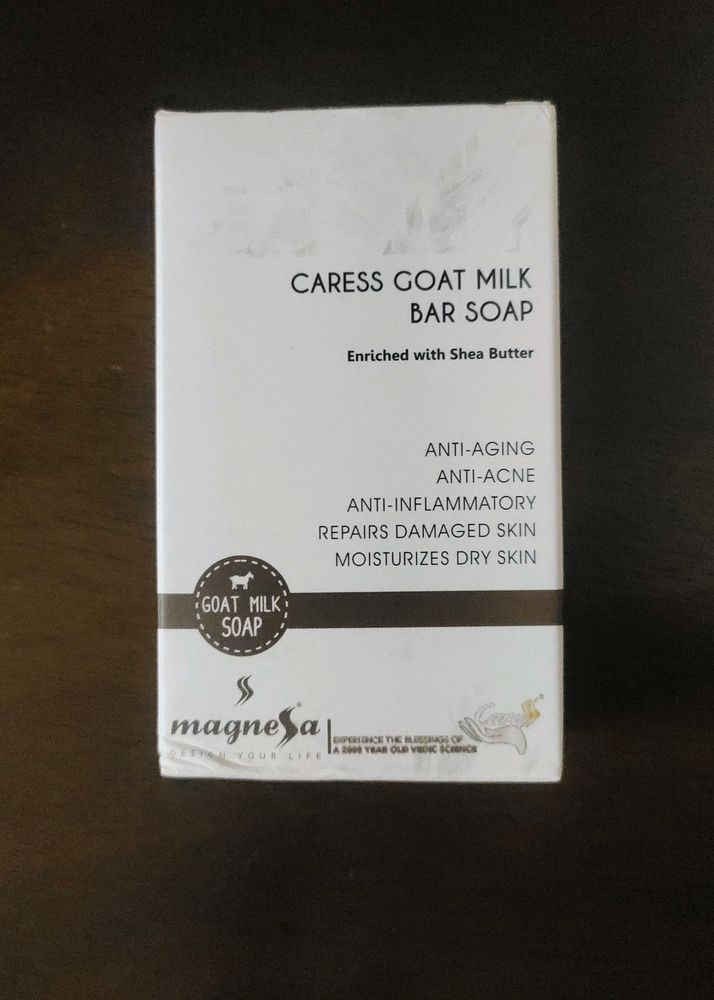 CARESS GOAT MILK
BAR SOAP
Enriched with Shea Butter
ANTI-AGING
ANTI-ACNE
ANTI-INFLAMMATORY
REPAIRS DAMAGED SKIN
MOISTURIZES DRY SKIN
GOAT MILK
SOAP
magneSa
DESIGN YOUR LIFE
EXPERIENCE THE BLESSINGS OF
A 2000 YEAR OLD VEDIC SCIENCE